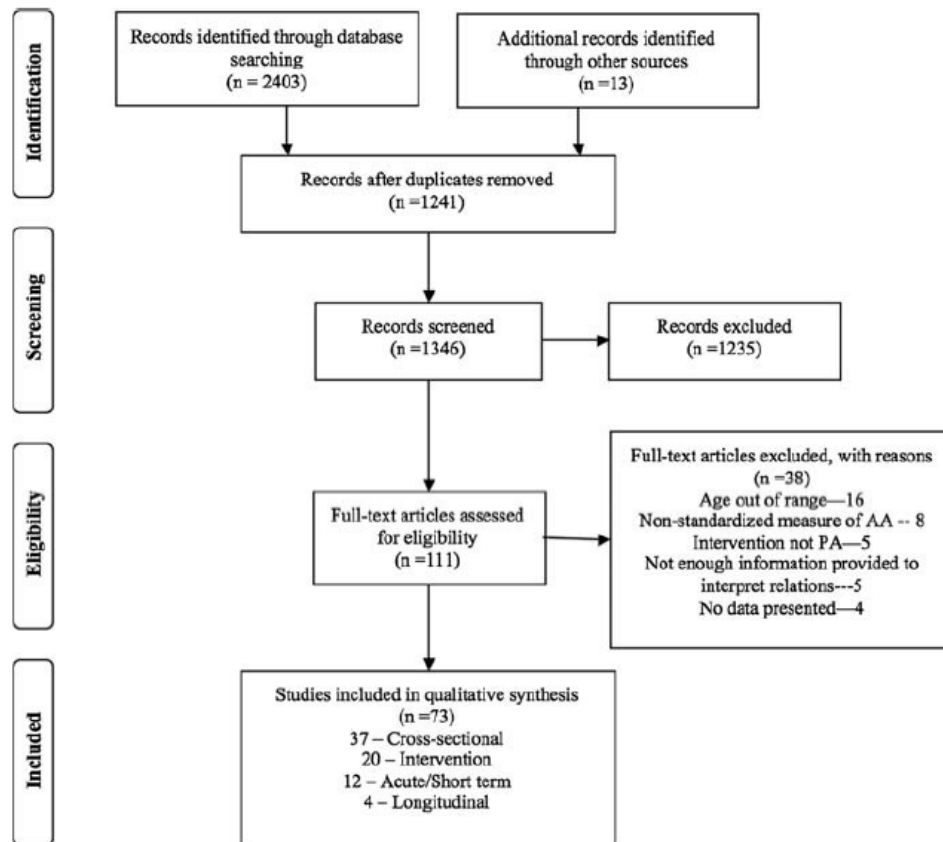 Identification
Records identified through database
searching
(n = 2403)
Additional records identified
through other sources
(n =13)
Records after duplicates removed
(n =1241)
Screening
Records screened
(n =1346)
Records excluded
(n =1235)
Eligibility
Full-text articles assessed
for eligibility
(n =111)
Full-text articles excluded, with reasons
(n =38)
Age out of range—16
Non-standardized measure of AA -- 8
Intervention not PA—5
Not enough information provided to
interpret relations---5
No data presented—4
Included
Studies included in qualitative synthesis
(n =73)
37 – Cross-sectional
20 – Intervention
12 – Acute/Short term
4 – Longitudinal